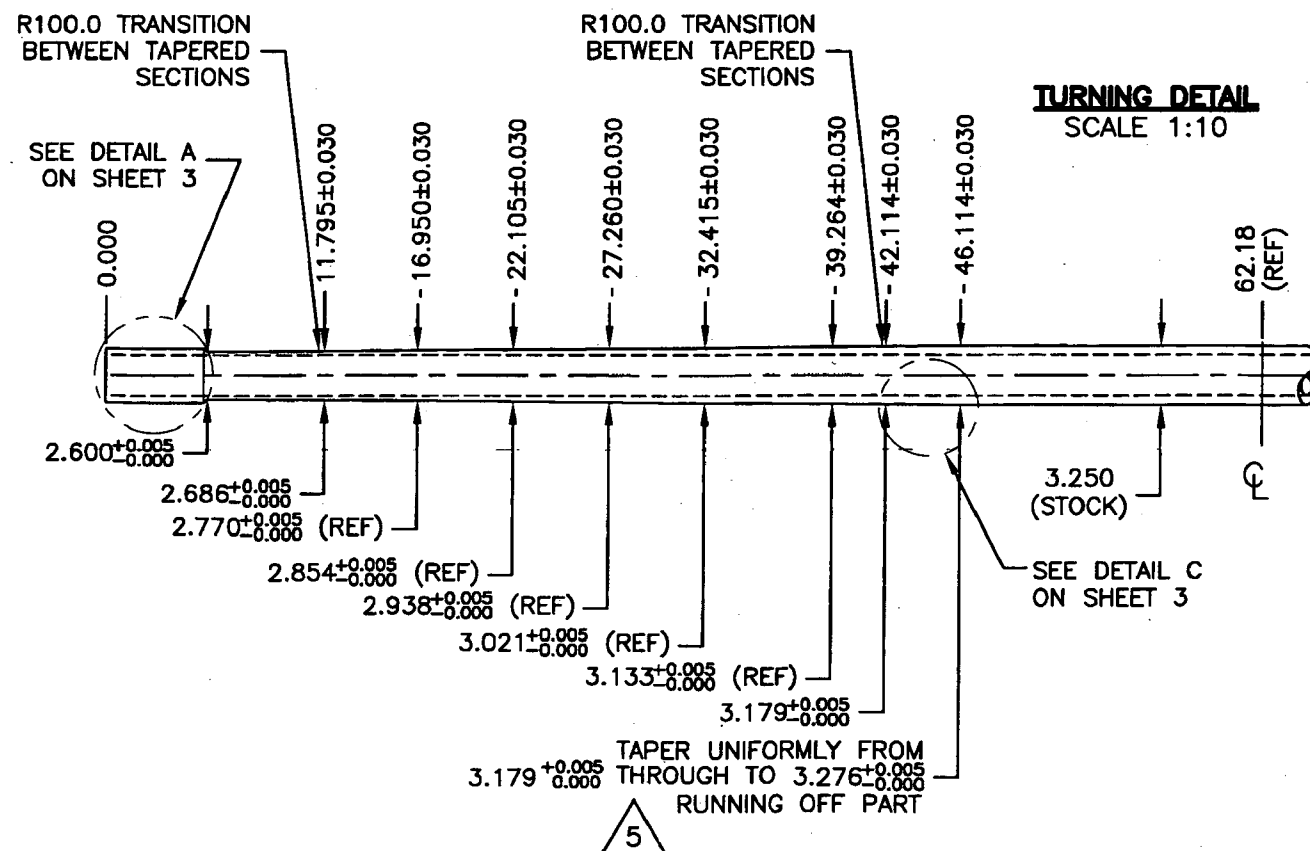 R100.0 TRANSITION
BETWEEN TAPERED
SECTIONS
R100.0 TRANSITION
BETWEEN TAPERED
SECTIONS
TURNING DETAIL
SCALE 1:10
SEE DETAIL A
ON SHEET 3
0.000
11.795±0.030
16.950±0.030
22.105±0.030
27.260±0.030
32.415±0.030
39.264±0.030
42.114±0.030
46.114±0.030
62.18
(REF)
2.600+0.005
-0.000
2.686+0.005
-0.000
2.770+0.005
-0.000 (REF)
2.854+0.005
-0.000 (REF)
2.938+0.005
-0.000 (REF)
3.021+0.005
-0.000 (REF)
3.133+0.005
-0.000 (REF)
3.179+0.005
-0.000
3.250
(STOCK)
℄
SEE DETAIL C
ON SHEET 3
TAPER UNIFORMLY FROM
3.179 +0.005
0.000 THROUGH TO 3.276+0.005
-0.000
RUNNING OFF PART
5